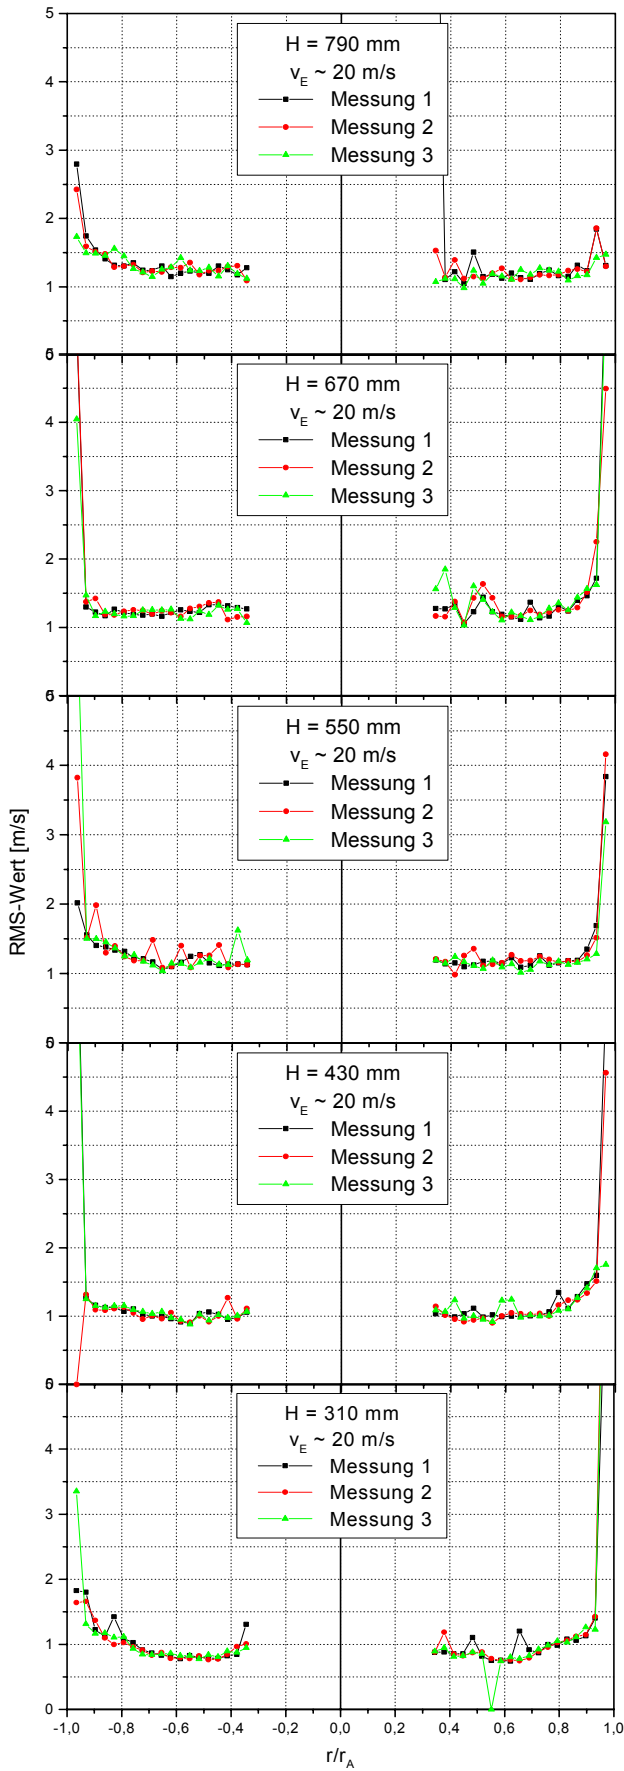 5
H = 790 mm
v_E ~ 20 m/s
Messung 1
4
Messung 2
Messung 3
3
2
1
0
5
H = 670 mm
v_E ~ 20 m/s
4
Messung 1
Messung 2
Messung 3
3
2
1
0
5
H = 550 mm
v_E ~ 20 m/s
4
Messung 1
Messung 2
Messung 3
3
RMS-Wert [m/s]
2
1
0
5
H = 430 mm
v_E ~ 20 m/s
4
Messung 1
Messung 2
Messung 3
3
2
1
0
5
H = 310 mm
v_E ~ 20 m/s
4
Messung 1
Messung 2
Messung 3
3
2
1
0
-1,0 -0,8 -0,6 -0,4 0,0 0,4 0,6 0,8 1,0
r/r_A